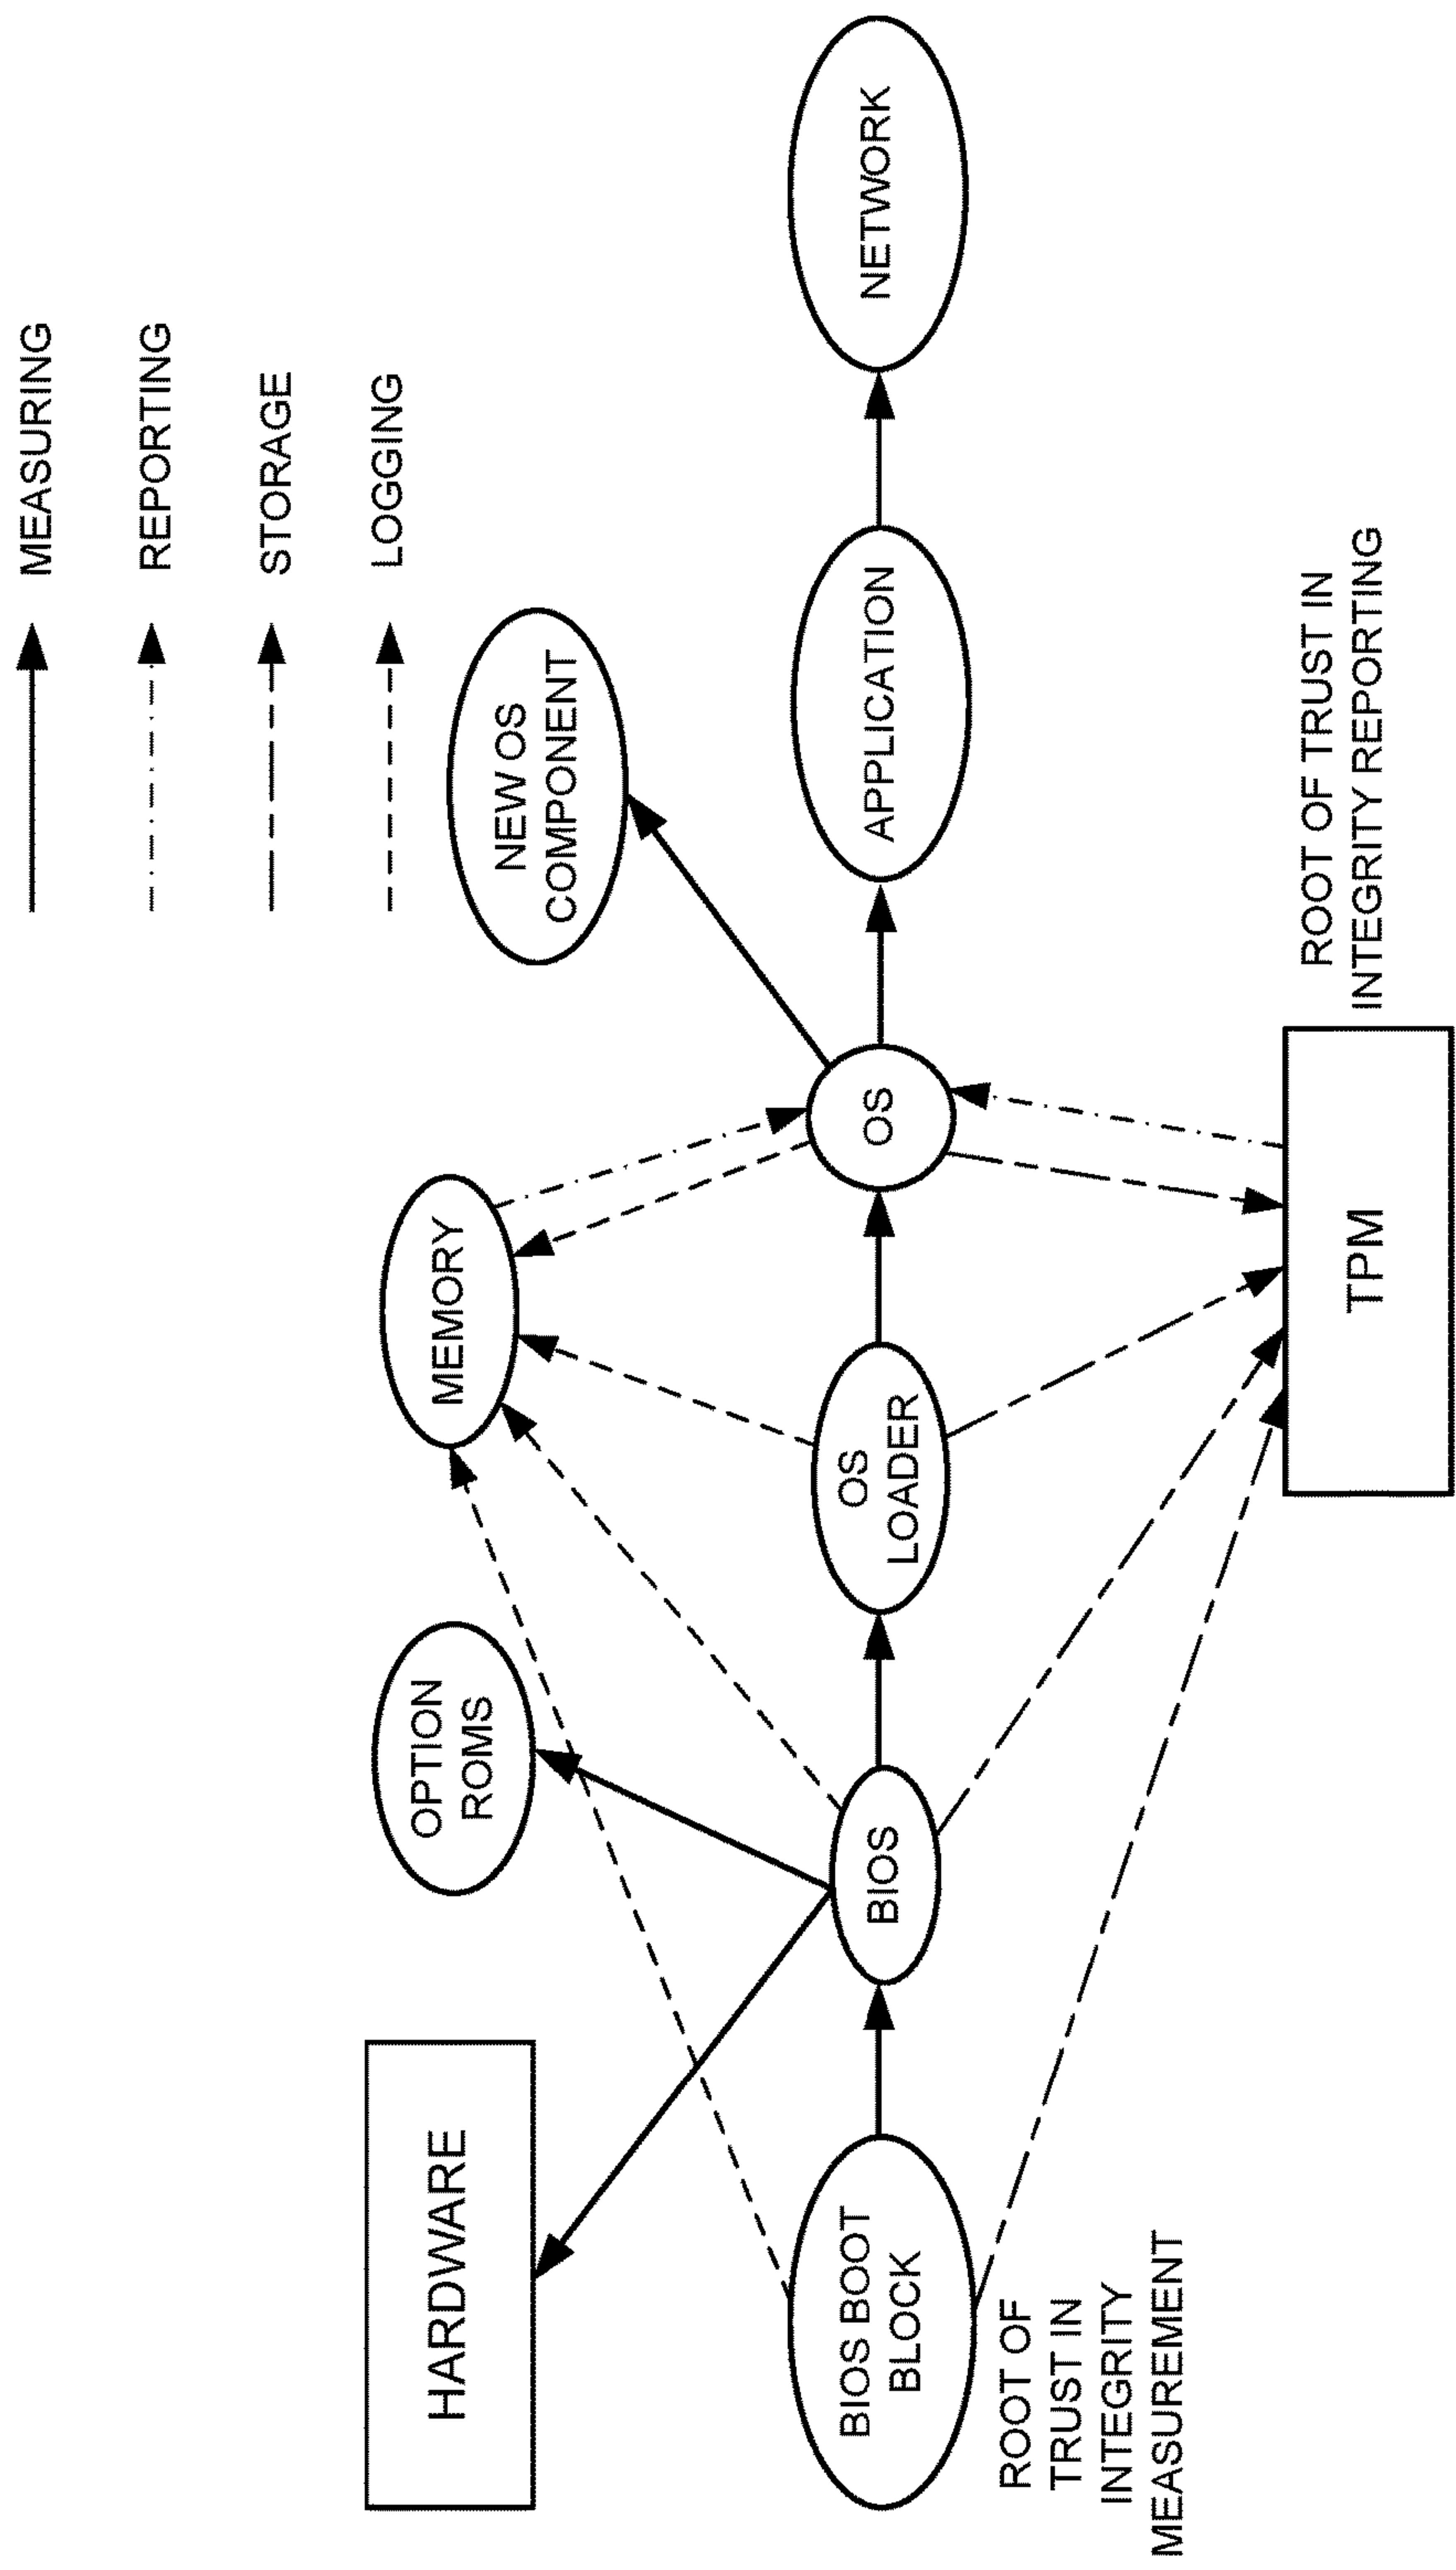 MEASURING
REPORTING
STORAGE
LOGGING
HARDWARE
OPTION
ROMS
MEMORY
NEW OS
COMPONENT
BIOS BOOT
BLOCK
BIOS
OS
LOADER
OS
APPLICATION
NETWORK
ROOT OF
TRUST IN
INTEGRITY
MEASUREMENT
TPM
ROOT OF TRUST IN
INTEGRITY REPORTING